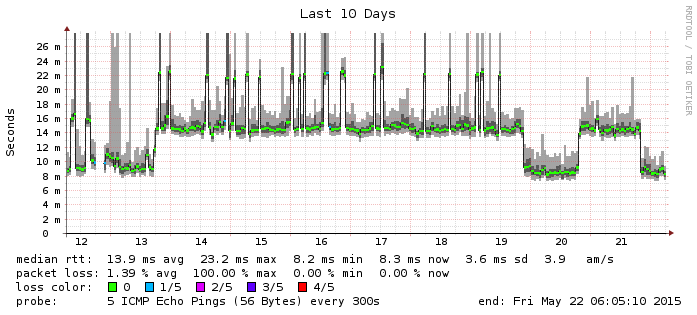 Last 10 Days
RRDTOOL / TOBI OETIKER
Seconds
26 m
24 m
22 m
20 m
18 m
16 m
14 m
12 m
10 m
8 m
6 m
4 m
2 m
0
12 13 14 15 16 17 18 19 20 21
median rtt: 13.9 ms avg 23.2 ms max 8.2 ms min 8.3 ms now 3.6 ms sd 3.9 am/s
packet loss: 1.39 % avg 100.00 % max 0.00 % min 0.00 % now
loss color: 0 1/5 2/5 3/5 4/5
probe: 5 ICMP Echo Pings (56 Bytes) every 300s end: Fri May 22 06:05:10 2015